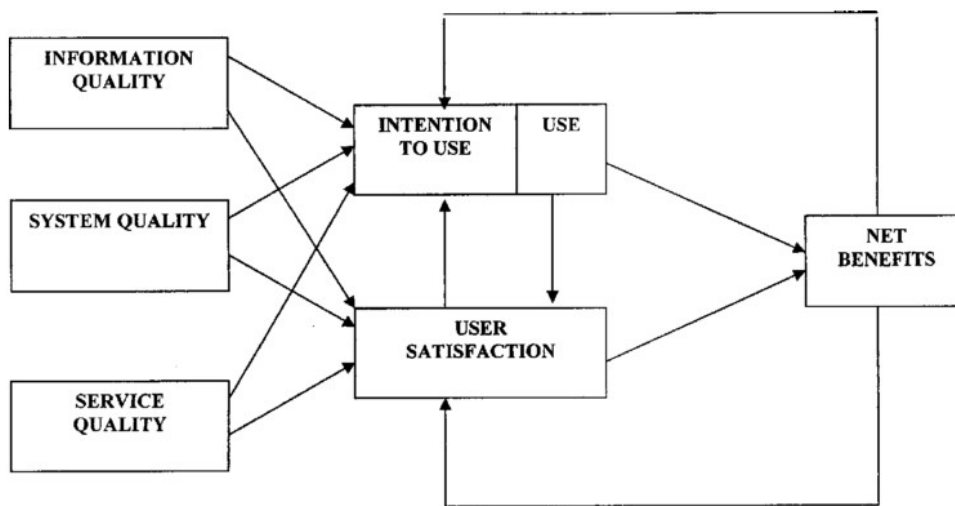 INFORMATION
QUALITY
INTENTION
TO USE
USE
SYSTEM QUALITY
NET
BENEFITS
USER
SATISFACTION
SERVICE
QUALITY